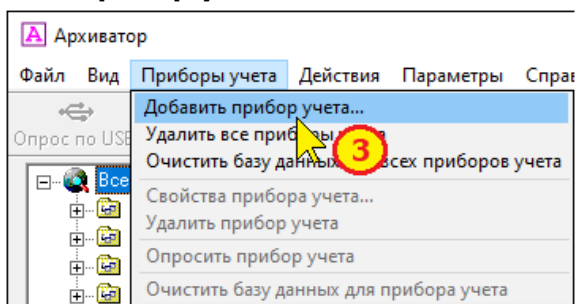 Архиватор
Файл Вид Приборы учета Действия Параметры Справ
Добавить прибор учета...
Опрос по USB
Удалить все приборы учета
Очистить базу данных всех приборов учета
3
Все
Свойства прибора учета...
Удалить прибор учета
Опросить прибор учета
Очистить базу данных для прибора учета